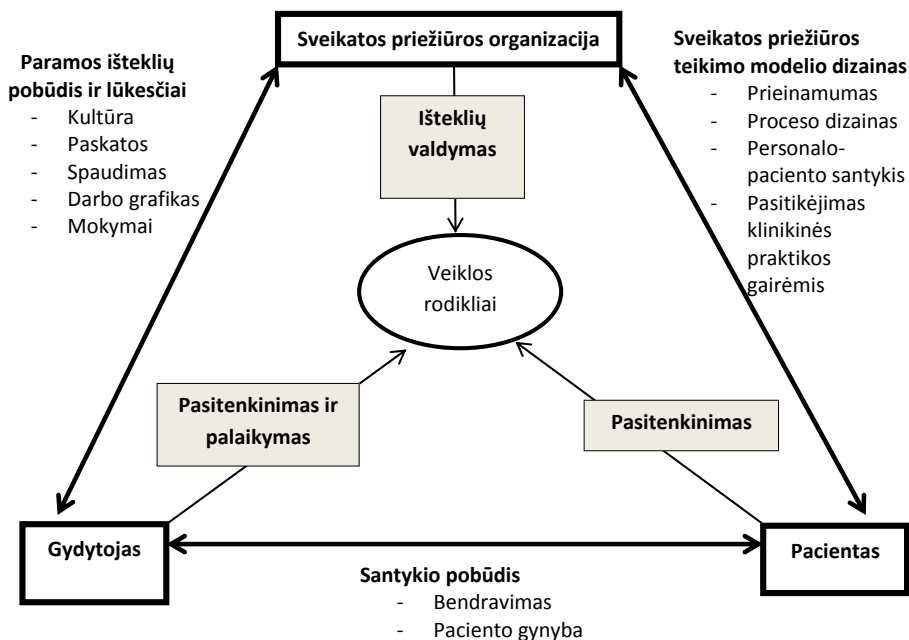 Sveikatos priežiūros organizacija
Paramos išteklių
pobūdis ir lūkesčiai
- Kultūra
- Paskatos
- Spaudimas
- Darbo grafikas
- Mokymai
Sveikatos priežiūros
teikimo modelio dizainas
- Prieinamumas
- Proceso dizainas
- Personalo-
paciento santykis
- Pasitikėjimas
klinikinės
praktikos
gairėmis
Išteklių
valdymas
Veiklos
rodikliai
Pasitenkinimas ir
palaikymas
Pasitenkinimas
Gydytojas
Pacientas
Santykio pobūdis
- Bendravimas
- Paciento gynyba